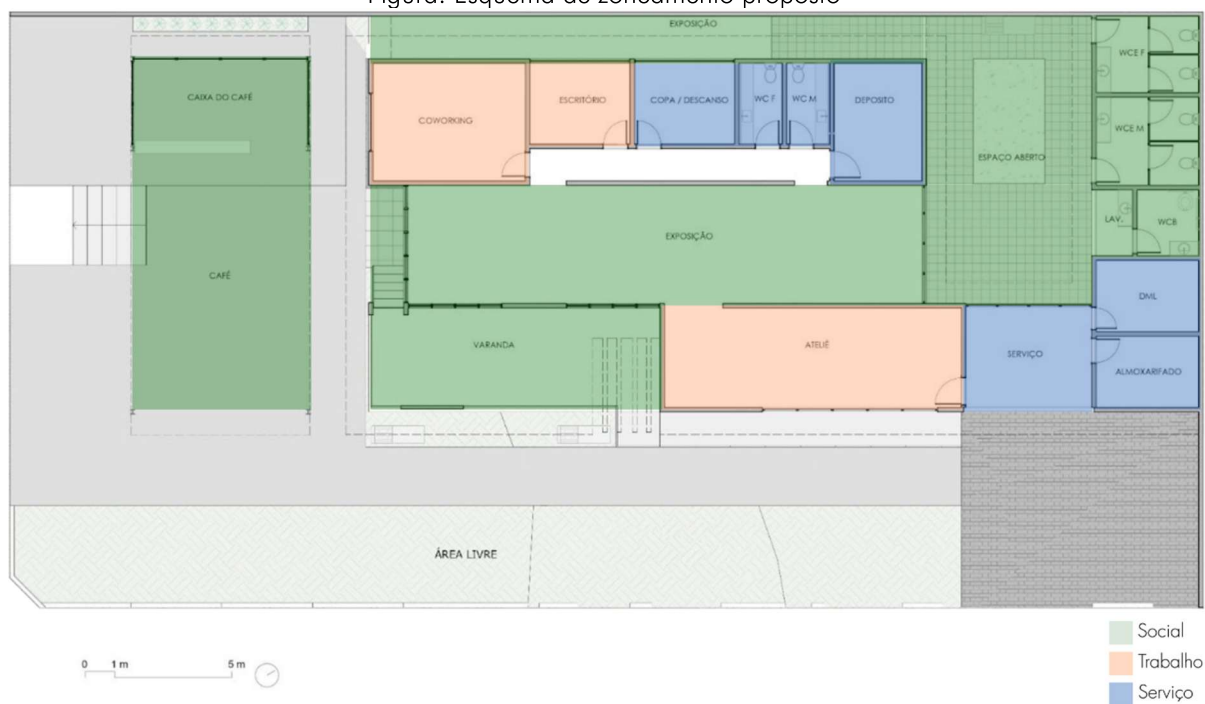 Figura: Esquema de zoneamento proposto
EXPOSIÇÃO
WCE F
CAIXA DO CAFÉ
COWORKING
ESCRITÓRIO
COPA / DESCANSO
WC F
WC M
DEPOSITO
WCE M
ESPAÇO ABERTO
LAV.
WCB
EXPOSIÇÃO
CAFÉ
DML
VARANDA
ATELIÊ
SERVIÇO
ALMOXARIFADO
ÁREA LIVRE
Social
Trabalho
Serviço
0 1 m 5 m